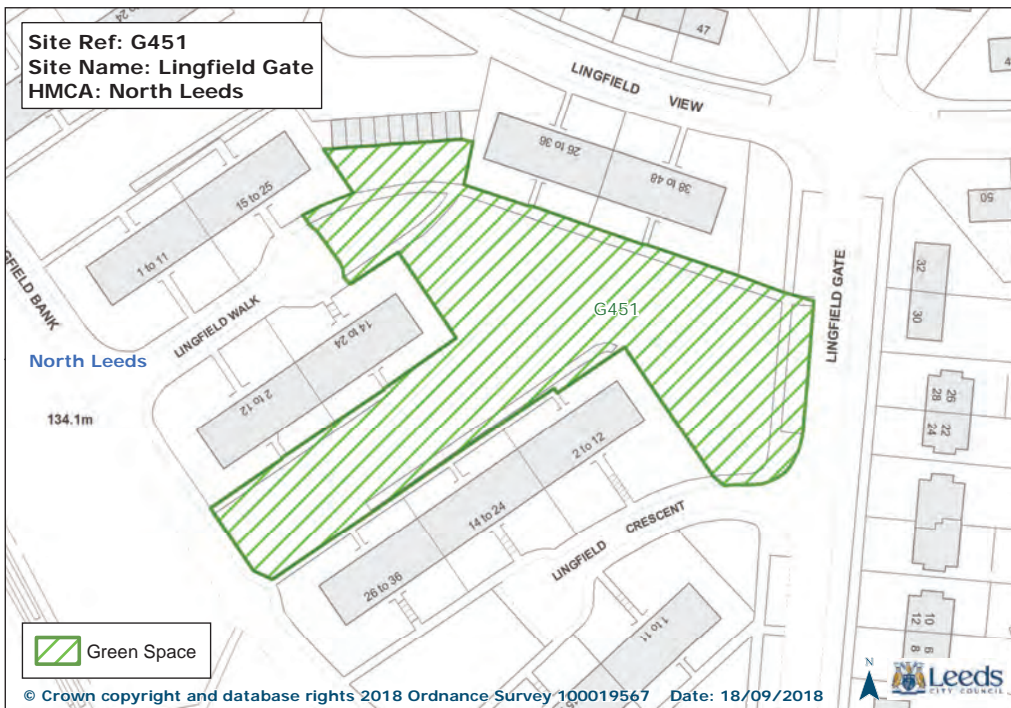 Site Ref: G451
Site Name: Lingfield Gate
HMCA: North Leeds
24
47
LINGFIELD VIEW
26 to 36
38 to 48
15 to 25
1 to 11
50
32
30
LINGFIELD GATE
G451
LINGFIELD WALK
14 to 24
2 to 12
North Leeds
134.1m
26
28
22
24
2 to 12
14 to 24
26 to 36
LINGFIELD CRESCENT
1 to 11
10
12
8
Green Space
N
Leeds
CITY COUNCIL
© Crown copyright and database rights 2018 Ordnance Survey 100019567 Date: 18/09/2018